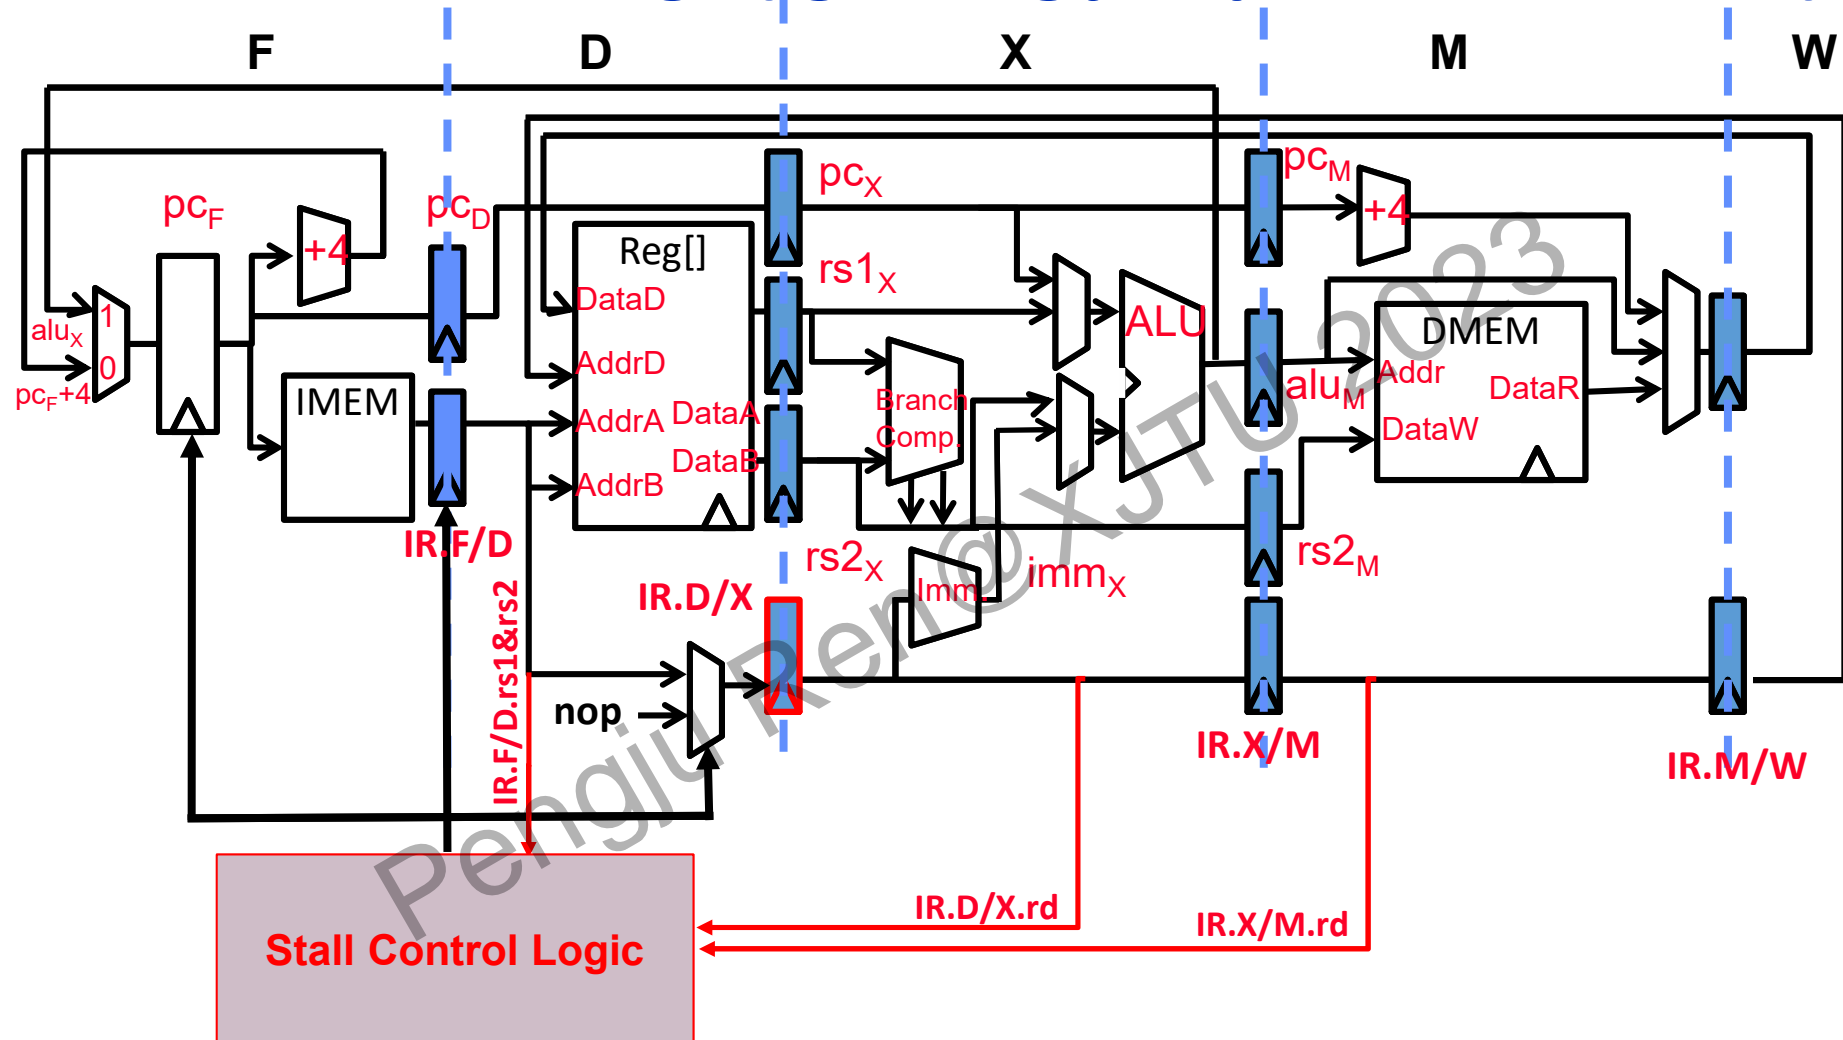 F
D
X
M
W
pcF
pcD
pcX
pcM
+4
+4
Reg[]
rs1X
DataD
1
aluX
0
pcF+4
ALU
DMEM
AddrD
IMEM
AddrA
DataA
Branch
Comp.
aluM
Addr
DataR
DataW
DataB
AddrB
IR.F/D
rs2X
Imm.
immX
rs2M
IR.D/X
IR.F/D.rs1&rs2
nop
IR.X/M
IR.M/W
IR.D/X.rd
IR.X/M.rd
Stall Control Logic
Pengju Ren@XJTU 2023